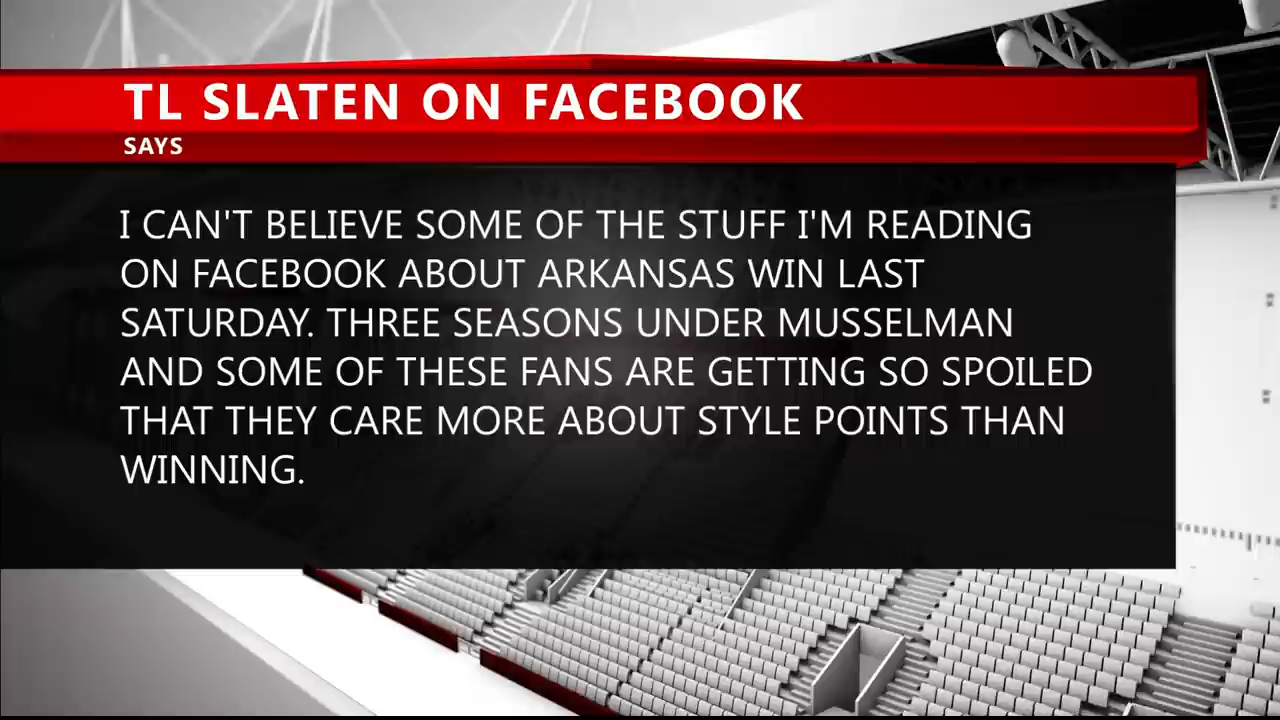 TL SLATEN ON FACEBOOK
SAYS
I CAN'T BELIEVE SOME OF THE STUFF I'M READING
ON FACEBOOK ABOUT ARKANSAS WIN LAST
SATURDAY. THREE SEASONS UNDER MUSSELMAN
AND SOME OF THESE FANS ARE GETTING SO SPOILED
THAT THEY CARE MORE ABOUT STYLE POINTS THAN
WINNING.